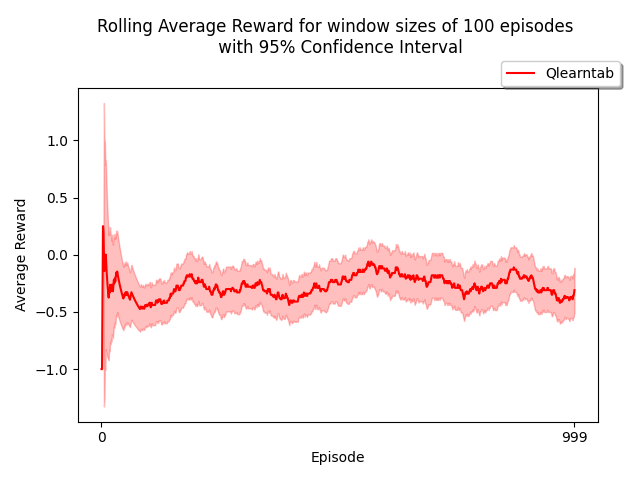 Rolling Average Reward for window sizes of 100 episodes
with 95% Confidence Interval
Qlearntab
1.0
0.5
0.0
−0.5
−1.0
Average Reward
0
999
Episode